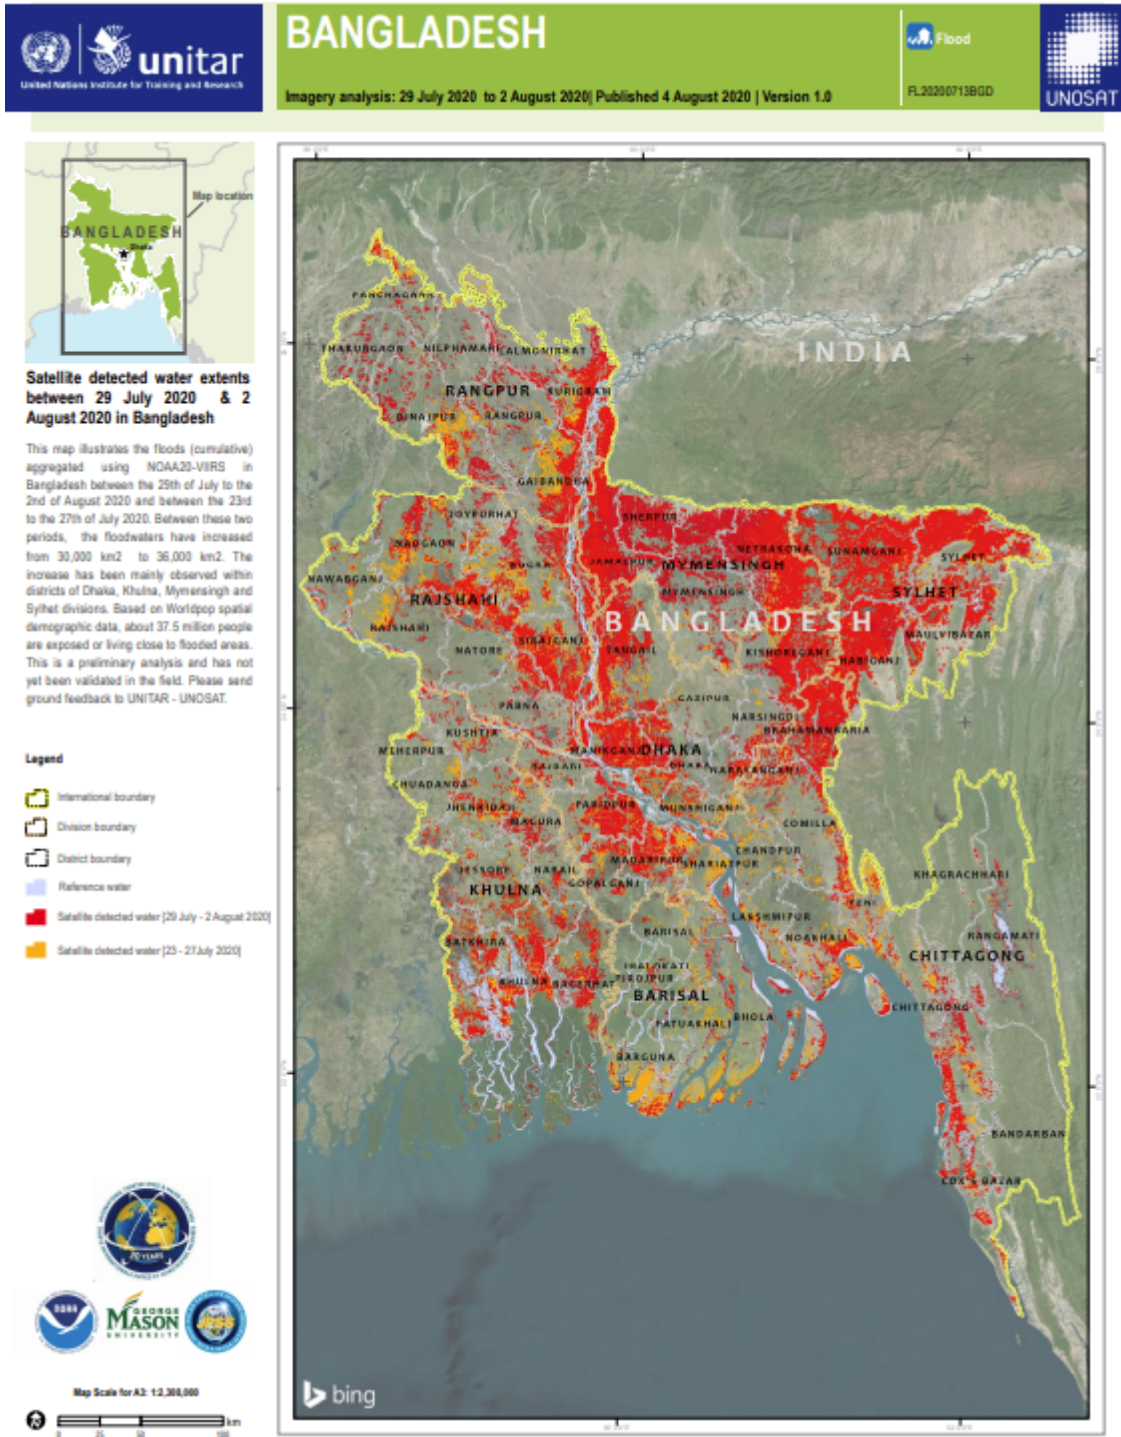 unitar
United Nations Institute for Training and Research
BANGLADESH
Imagery analysis: 29 July 2020 to 2 August 2020| Published 4 August 2020 | Version 1.0
Flood
FL20200713BGD
UNOSAT
Map location
BANGLADESH
Dhaka
Satellite detected water extents
between 29 July 2020 & 2
August 2020 in Bangladesh
This map illustrates the floods (cumulative)
aggregated using NOAA20-VIIRS in
Bangladesh between the 29th of July to the
2nd of August 2020 and between the 23rd
to the 27th of July 2020. Between these two
periods, the floodwaters have increased
from 30,000 km2 to 36,000 km2. The
increase has been mainly observed within
districts of Dhaka, Khulna, Mymensingh and
Sylhet divisions. Based on Worldpop spatial
demographic data, about 37.5 million people
are exposed or living close to flooded areas.
This is a preliminary analysis and has not
yet been validated in the field. Please send
ground feedback to UNITAR - UNOSAT.
Legend
International boundary
Division boundary
District boundary
Reference water
Satellite detected water [29 July - 2 August 2020]
Satellite detected water [23 - 27July 2020]
20 YEARS
NOAA
GEORGE
MASON
UNIVERSITY
JPSS
Map Scale for A3: 1:2,300,000
km
0 25 50 100
INDIA
PANCHAGARH
THAKURGAON NILPHAMARI LALMONIRHAT
RANGPUR KURIGRAM
DINAJPUR RANGPUR
GAIBANDHA
JOYPURHAT SHERPUR
NAOGAON NETRAKONA SUNAMGANJ SYLHET
BOGRA JAMALPUR MYMENSINGH
NAWABGANJ
RAJSHAHI MYMENSINGH SYLHET
BANGLADESH
RAJSHAHI MAULVIBAZAR
NATORE SIRAJGANJ TANGAIL KISHOREGANJ HABIGANJ
GAZIPUR
PABNA NARSINGDI
KUSHTIA BRAHAMANBARIA
MEHERPUR MANIKGANJ DHAKA
RAJBARI DHAKA NARAYANGANJ
CHUADANGA
JHENAIDAH FARIDPUR MUNSHIGANJ
MAGURA COMILLA
CHANDPUR
MADARIPUR SHARIATPUR
JESSORE NARAIL KHAGRACHHARI
KHULNA GOPALGANJ
FENI
LAKSHMIPUR
BARISAL NOAKHALI RANGAMATI
SATKHIRA CHITTAGONG
JHALOKATI
KHULNA BAGERHAT PIROJPUR
BARISAL
CHITTAGONG
PATUAKHALI BHOLA
BARGUNA
BANDARBAN
COX'S BAZAR
bing